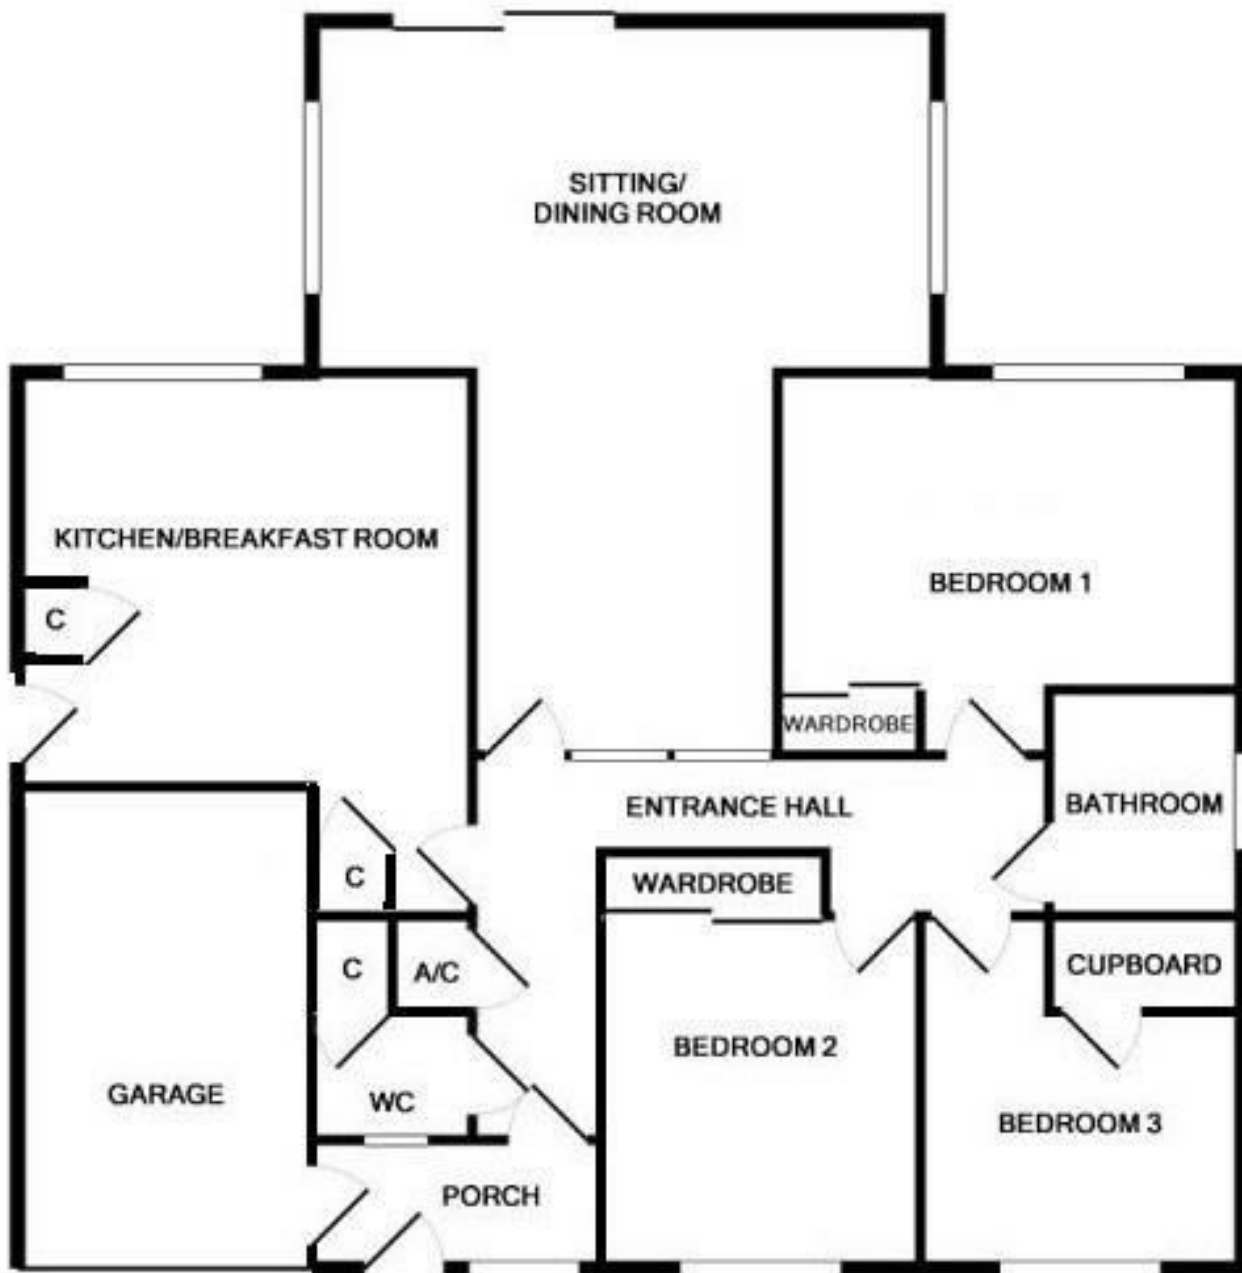 SITTING/
DINING ROOM
KITCHEN/BREAKFAST ROOM
BEDROOM 1
C
WARDROBE
ENTRANCE HALL
BATHROOM
C
WARDROBE
C
A/C
CUPBOARD
BEDROOM 2
GARAGE
WC
BEDROOM 3
PORCH